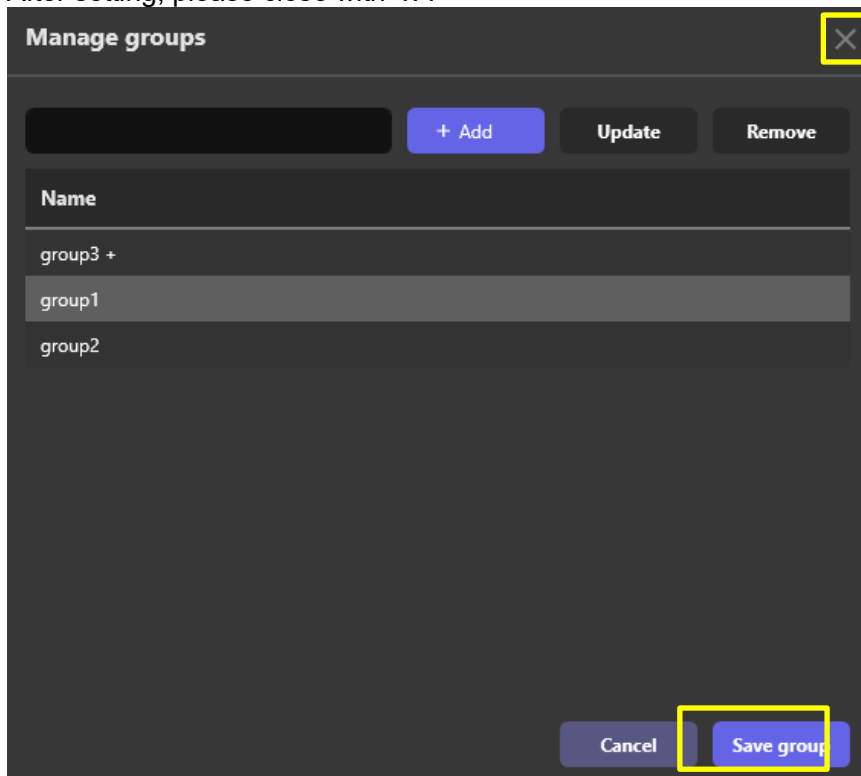 Manage groups
+ Add Update Remove
Name
group3 +
group1
group2
Cancel Save group